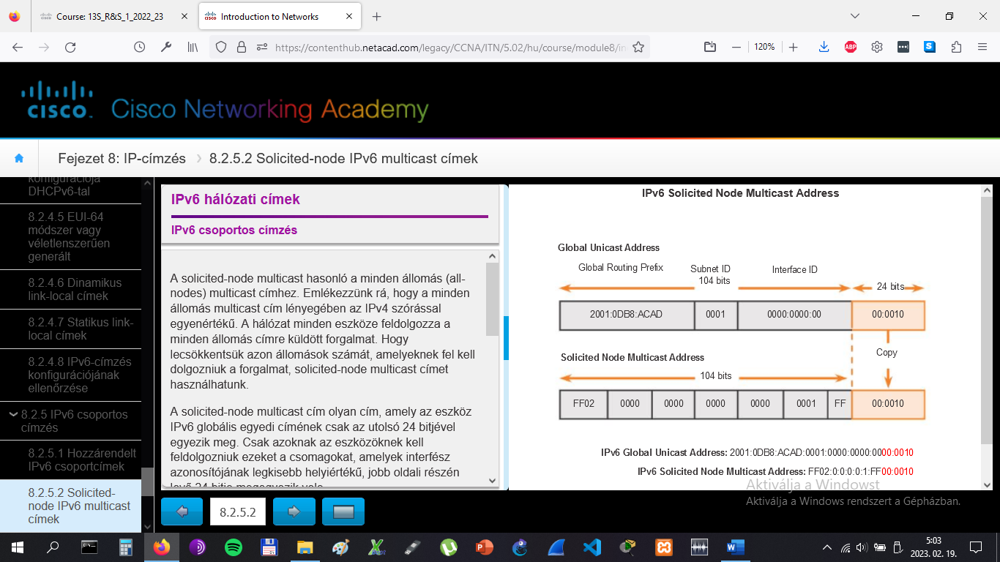 Course: 13S_R&S_1_2022_23
Introduction to Networks
https://contenthub.netacad.com/legacy/CCNA/ITN/5.02/hu/course/module8/in
120%
ABP
S
CISCO
Cisco Networking Academy
Fejezet 8: IP-címzés
8.2.5.2 Solicited-node IPv6 multicast címek
konfigurációja
DHCPv6-tal
8.2.4.5 EUI-64
módszer vagy
véletlenszerűen
generált
8.2.4.6 Dinamikus
link-local címek
8.2.4.7 Statikus link-
local címek
8.2.4.8 IPv6-címzés
konfigurációjának
ellenőrzése
8.2.5 IPv6 csoportos
címzés
8.2.5.1 Hozzárendelt
IPv6 csoportcímek
8.2.5.2 Solicited-
node IPv6 multicast
címek
IPv6 hálózati címek
IPv6 csoportos címzés
A solicited-node multicast hasonló a minden állomás (all-
nodes) multicast címhez. Emlékezzünk rá, hogy a minden
állomás multicast cím lényegében az IPv4 szórással
egyenértékű. A hálózat minden eszköze feldolgozza a
minden állomás címre küldött forgalmat. Hogy
lecsökkentsük azon állomások számát, amelyeknek fel kell
dolgozniuk a forgalmat, solicited-node multicast címet
használhatunk.
A solicited-node multicast cím olyan cím, amely az eszköz
IPv6 globális egyedi címének csak az utolsó 24 bitjével
egyezik meg. Csak azoknak az eszközöknek kell
feldolgozniuk ezeket a csomagokat, amelyek interfész
azonosítójának legkisebb helyiértékű, jobb oldali részén
levő 24 bitje megegyezik vele.
8.2.5.2
IPv6 Solicited Node Multicast Address
Global Unicast Address
Global Routing Prefix
Subnet ID
Interface ID
104 bits
24 bits
2001:0DB8:ACAD
0001
0000:0000:00
00:0010
Copy
Solicited Node Multicast Address
104 bits
FF02
0000
0000
0000
0000
0001
FF
00:0010
IPv6 Global Unicast Address: 2001:0DB8:ACAD:0001:0000:0000:0000:0010
IPv6 Solicited Node Multicast Address: FF02:0:0:0:0:1:FF00:0010
Aktiválja a Windowst
Aktiválja a Windows rendszert a Gépházban.
5:03
2023. 02. 19.